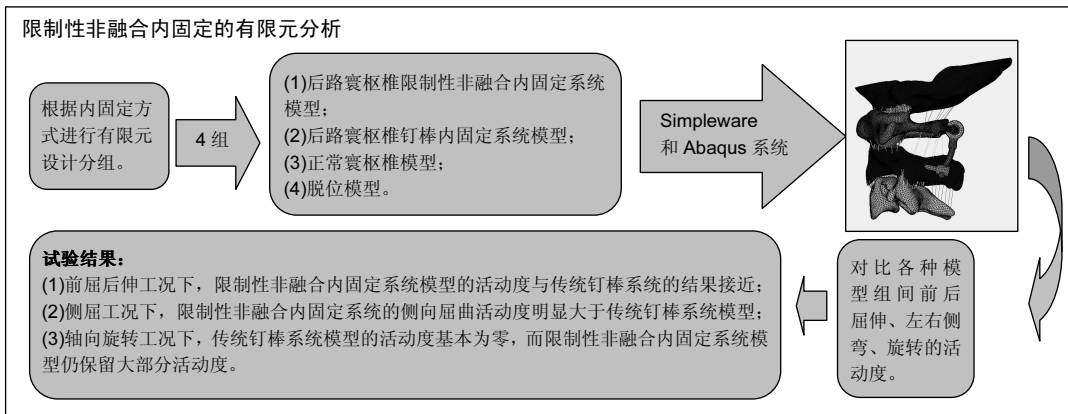 限制性非融合内固定的有限元分析
根据内固定方
式进行有限元
设计分组。
4 组
(1)后路寰枢椎限制性非融合内固定系统
模型；
(2)后路寰枢椎钉棒内固定系统模型；
(3)正常寰枢椎模型；
(4)脱位模型。
Simpleware
和 Abaqus 系统
对比各种模
型组间前后
屈伸、左右侧
弯、旋转的活
动度。
试验结果：
(1)前屈后伸工况下，限制性非融合内固定系统模型的活动度与传统钉棒系统的结果接近；
(2)侧屈工况下，限制性非融合内固定系统的侧向屈曲活动度明显大于传统钉棒系统模型；
(3)轴向旋转工况下，传统钉棒系统模型的活动度基本为零，而限制性非融合内固定系统模
型仍保留大部分活动度。